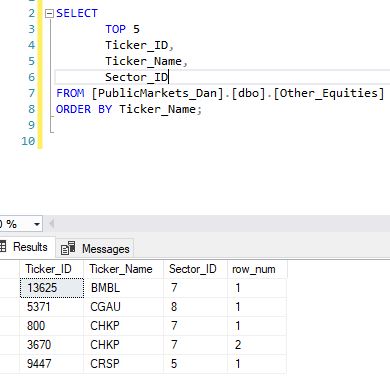 1
2 SELECT
3 TOP 5
4 Ticker_ID,
5 Ticker_Name,
6 Sector_ID
7 FROM [PublicMarkets_Dan].[dbo].[Other_Equities]
8 ORDER BY Ticker_Name;
9
10
0 %
Results Messages
Ticker_ID Ticker_Name Sector_ID row_num
13625 BMBL 7 1
5371 CGAU 8 1
800 CHKP 7 1
3670 CHKP 7 2
9447 CRSP 5 1